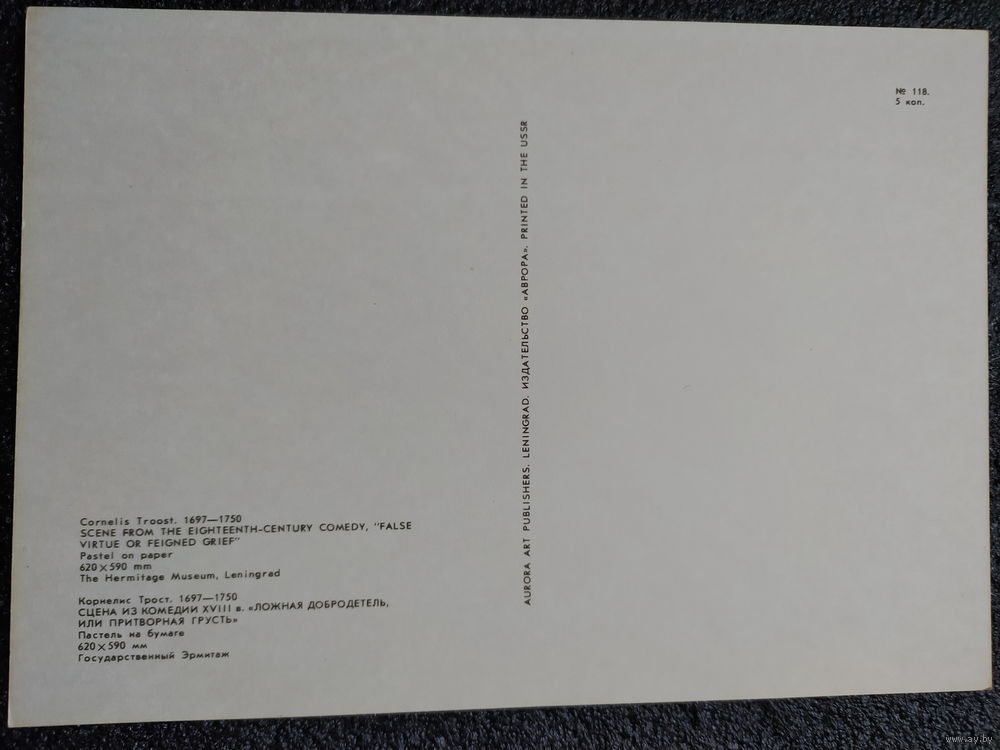 № 118.
5 коп.
AURORA ART PUBLISHERS. LENINGRAD. ИЗДАТЕЛЬСТВО «АВРОРА». PRINTED IN THE USSR
Cornelis Troost. 1697—1750
SCENE FROM THE EIGHTEENTH-CENTURY COMEDY, "FALSE
VIRTUE OR FEIGNED GRIEF"
Pastel on paper
620×590 mm
The Hermitage Museum, Leningrad
Корнелис Трост. 1697—1750
СЦЕНА ИЗ КОМЕДИИ XVIII в. «ЛОЖНАЯ ДОБРОДЕТЕЛЬ,
ИЛИ ПРИТВОРНАЯ ГРУСТЬ»
Пастель на бумаге
620×590 мм
Государственный Эрмитаж
www.ay.by